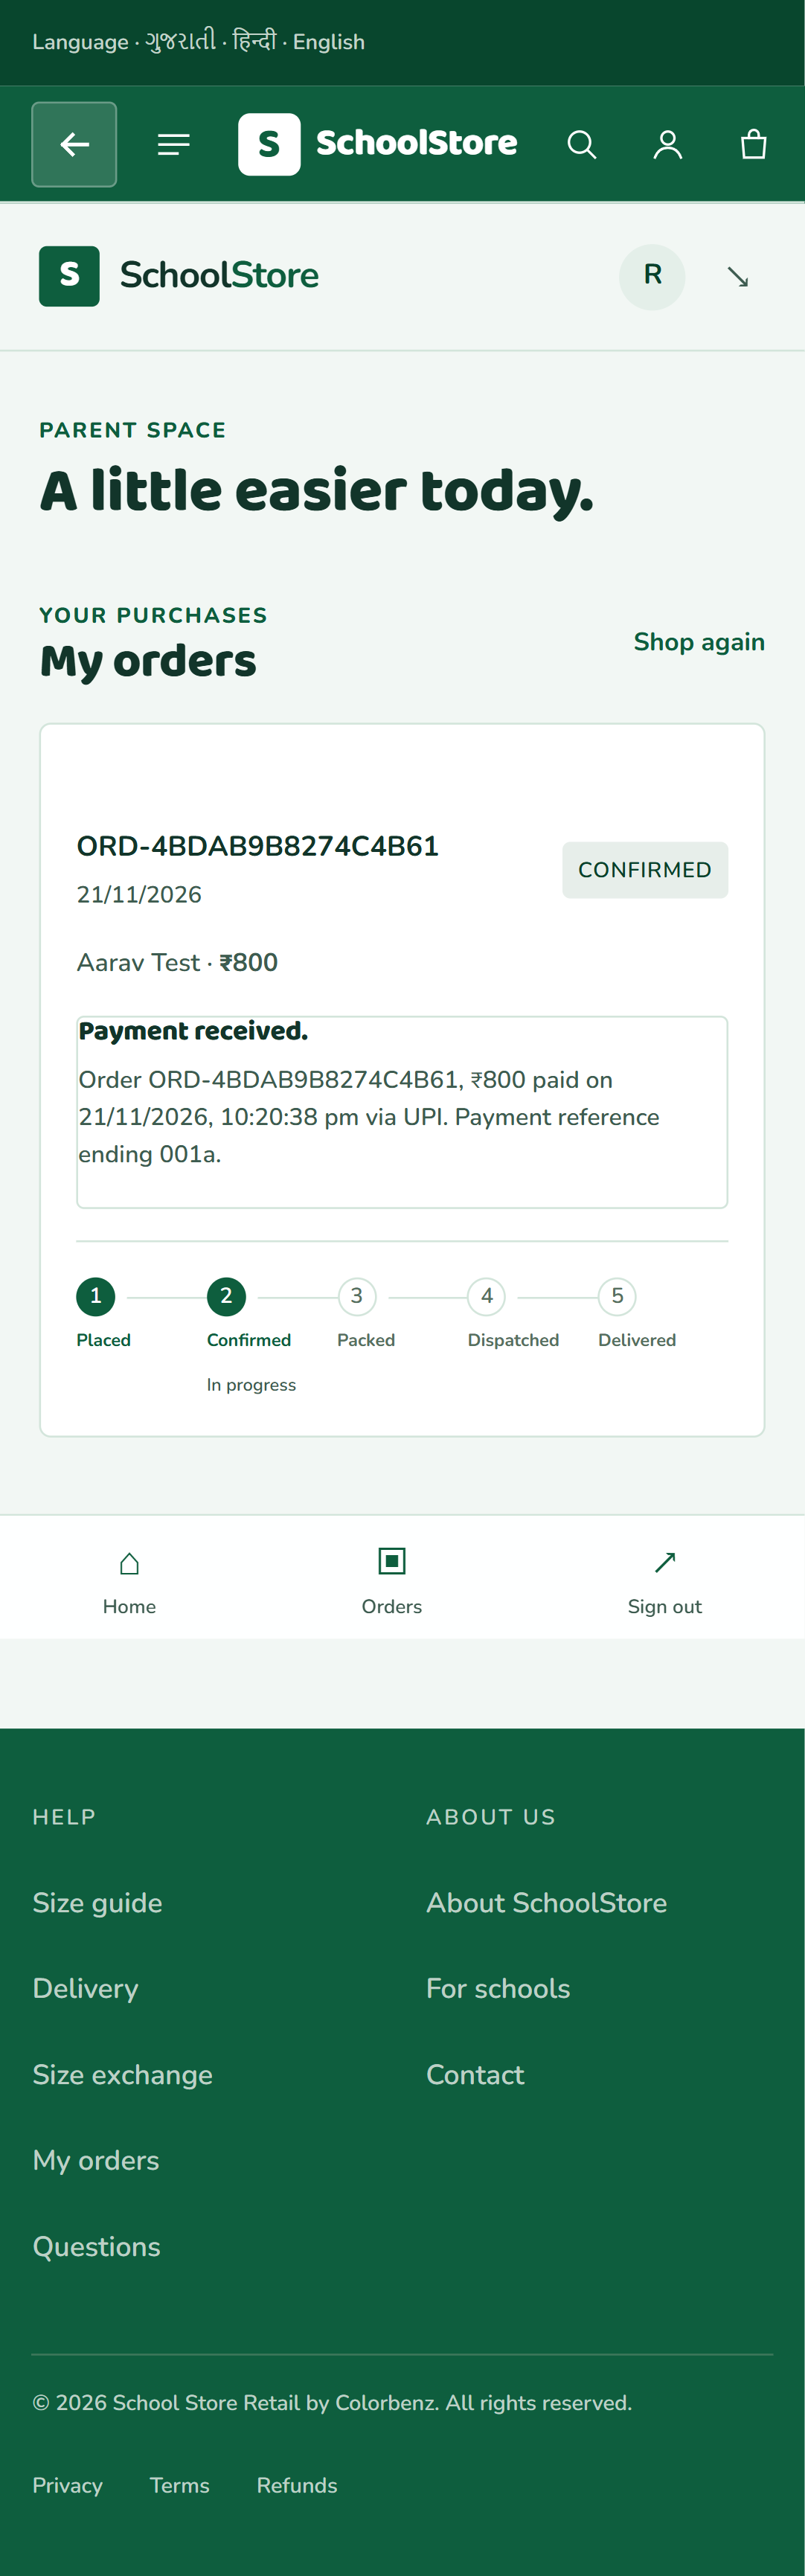 Language · ગુજરાતી · हिन्दी · English
S SchoolStore
S SchoolStore R
PARENT SPACE
A little easier today.
YOUR PURCHASES
My orders
Shop again
ORD-4BDAB9B8274C4B61
21/11/2026
CONFIRMED
Aarav Test · ₹800
Payment received.
Order ORD-4BDAB9B8274C4B61, ₹800 paid on
21/11/2026, 10:20:38 pm via UPI. Payment reference
ending 001a.
1 2 3 4 5
Placed Confirmed Packed Dispatched Delivered
In progress
Home Orders Sign out
HELP
Size guide
Delivery
Size exchange
My orders
Questions
ABOUT US
About SchoolStore
For schools
Contact
© 2026 School Store Retail by Colorbenz. All rights reserved.
Privacy Terms Refunds